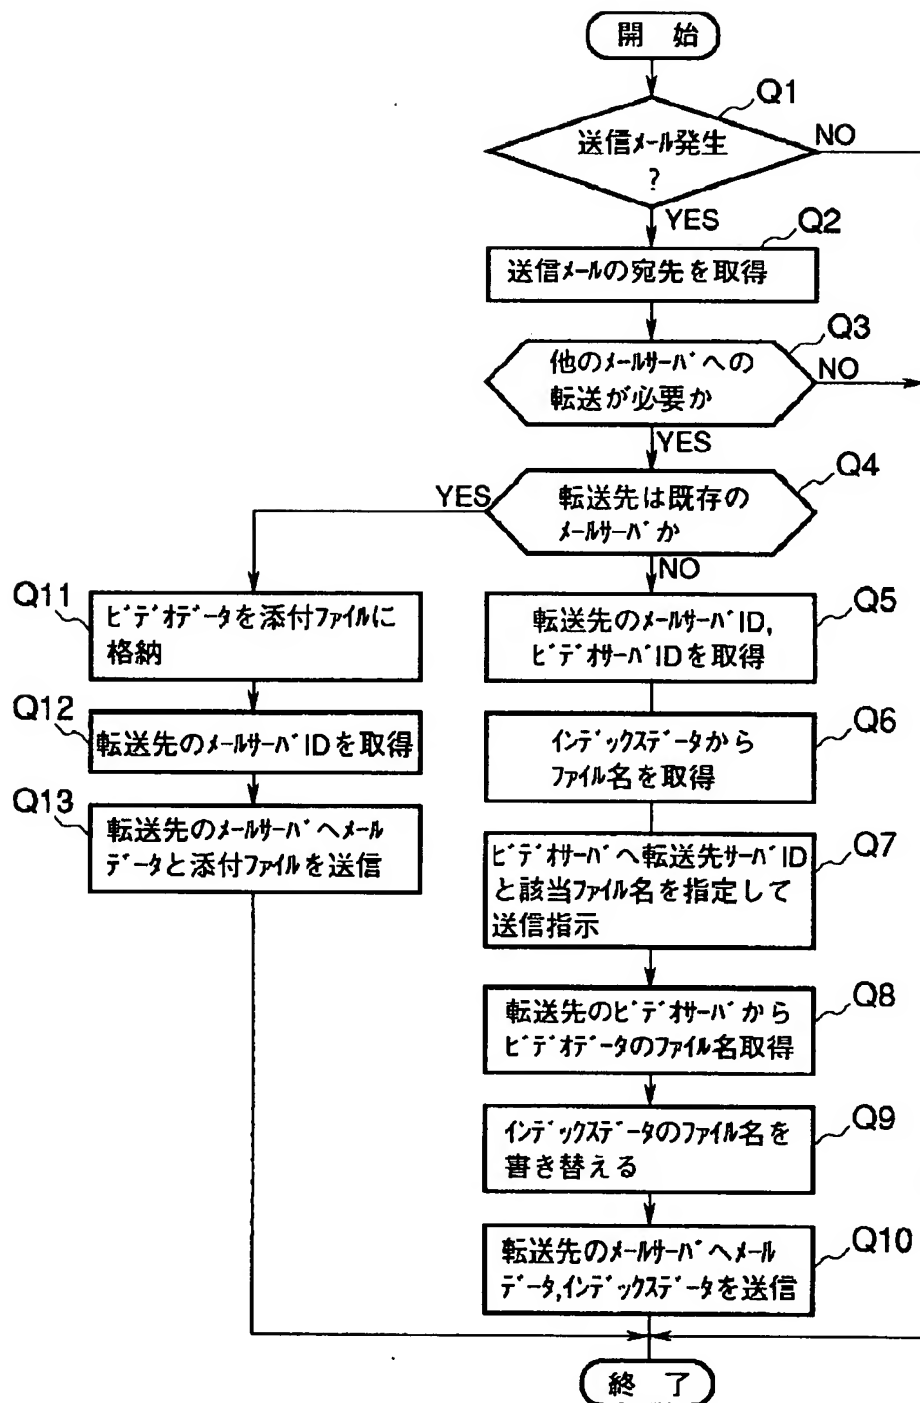 開 始
Q1
送信ﾒｰﾙ発生
?
NO
YES
Q2
送信ﾒｰﾙの宛先を取得
Q3
他のﾒｰﾙｻｰﾊﾞへの
転送が必要か
NO
YES
Q4
転送先は既存の
ﾒｰﾙｻｰﾊﾞか
YES
NO
Q11
ﾋﾞﾃﾞｵﾃﾞｰﾀを添付ﾌｧｲﾙに
格納
Q12
転送先のﾒｰﾙｻｰﾊﾞIDを取得
Q13
転送先のﾒｰﾙｻｰﾊﾞへﾒｰﾙ
ﾃﾞｰﾀと添付ﾌｧｲﾙを送信
Q5
転送先のﾒｰﾙｻｰﾊﾞID,
ﾋﾞﾃﾞｵｻｰﾊﾞIDを取得
Q6
ｲﾝﾃﾞｯｸｽﾃﾞｰﾀから
ﾌｧｲﾙ名を取得
Q7
ﾋﾞﾃﾞｵｻｰﾊﾞへ転送先ｻｰﾊﾞID
と該当ﾌｧｲﾙ名を指定して
送信指示
Q8
転送先のﾋﾞﾃﾞｵｻｰﾊﾞから
ﾋﾞﾃﾞｵﾃﾞｰﾀのﾌｧｲﾙ名取得
Q9
ｲﾝﾃﾞｯｸｽﾃﾞｰﾀのﾌｧｲﾙ名を
書き替える
Q10
転送先のﾒｰﾙｻｰﾊﾞへﾒｰﾙ
ﾃﾞｰﾀ,ｲﾝﾃﾞｯｸｽﾃﾞｰﾀを送信
終 了